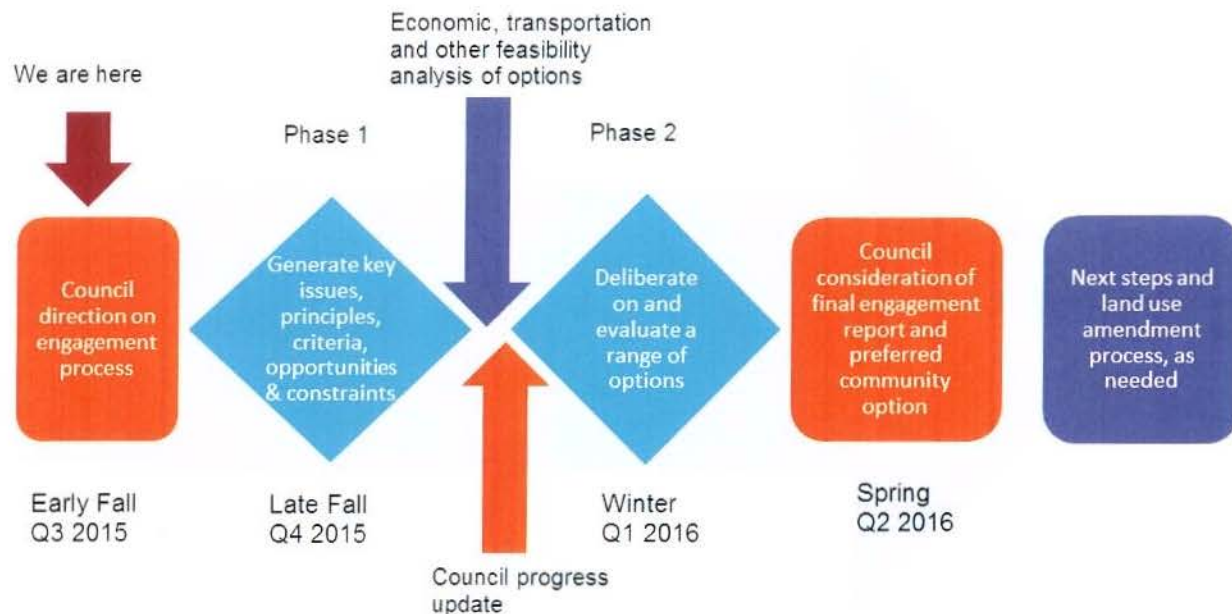 Economic, transportation
and other feasibility
analysis of options
We are here
Phase 1
Phase 2
Council
direction on
engagement
process
Generate key
issues,
principles,
criteria,
opportunities
& constraints
Deliberate
on and
evaluate a
range of
options
Council
consideration of
final engagement
report and
preferred
community
option
Next steps and
land use
amendment
process, as
needed
Early Fall
Q3 2015
Late Fall
Q4 2015
Winter
Q1 2016
Spring
Q2 2016
Council progress
update